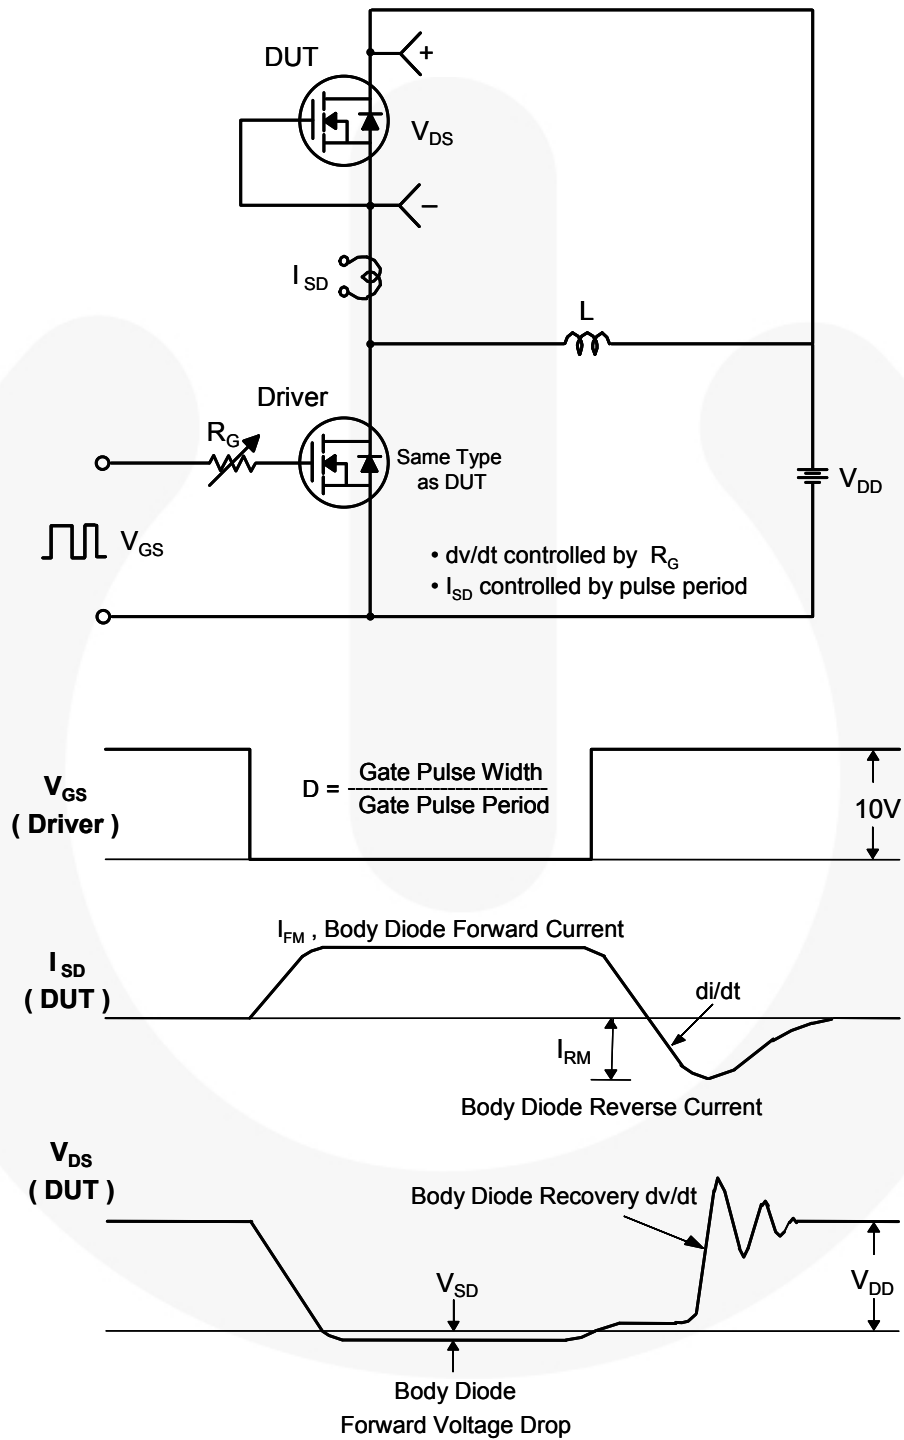 DUT
+
V_DS
–
I_SD
L
Driver
R_G
Same Type
as DUT
V_DD
V_GS
• dv/dt controlled by R_G
• I_SD controlled by pulse period
V_GS
( Driver )
D = Gate Pulse Width
Gate Pulse Period
10V
I_FM , Body Diode Forward Current
I_SD
( DUT )
di/dt
I_RM
Body Diode Reverse Current
V_DS
( DUT )
Body Diode Recovery dv/dt
V_SD
V_DD
Body Diode
Forward Voltage Drop